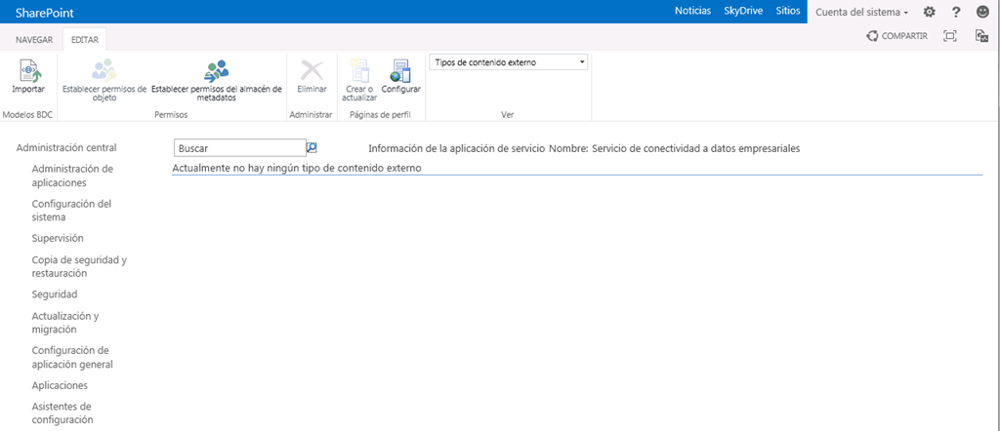 SharePoint
Noticias SkyDrive Sitios Cuenta del sistema ?
NAVEGAR EDITAR
COMPARTIR
Importar
Establecer permisos de
objeto
Establecer permisos del almacén de
metadatos
Eliminar
Crear o
actualizar
Configurar
Tipos de contenido externo
Modelos BDC Permisos Administrar Páginas de perfil Ver
Administración central
Buscar
Información de la aplicación de servicio Nombre: Servicio de conectividad a datos empresariales
Actualmente no hay ningún tipo de contenido externo
Administración de
aplicaciones
Configuración del
sistema
Supervisión
Copia de seguridad y
restauración
Seguridad
Actualización y
migración
Configuración de
aplicación general
Aplicaciones
Asistentes de
configuración